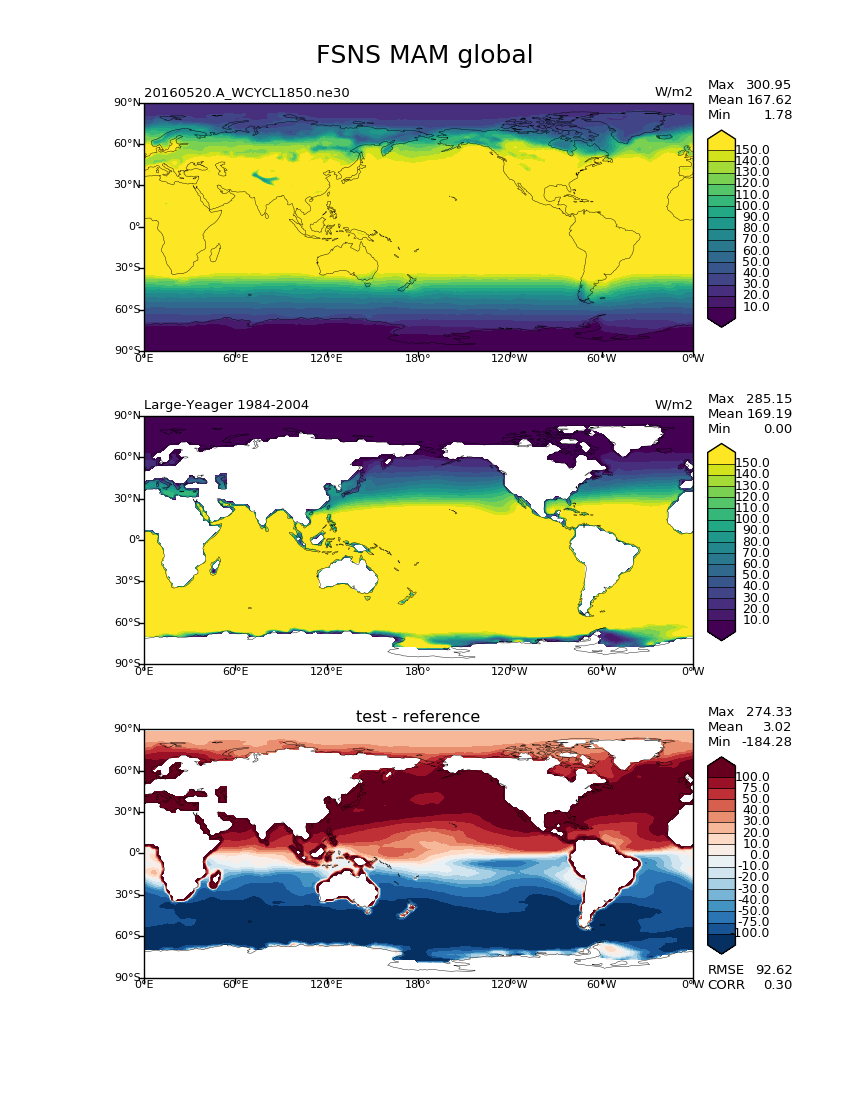 FSNS MAM global
20160520.A_WCYCL1850.ne30 W/m2
Max 300.95
Mean 167.62
Min 1.78
90°N
60°N
30°N
0°
30°S
60°S
90°S
0°E 60°E 120°E 180° 120°W 60°W 0°W
150.0
140.0
130.0
120.0
110.0
100.0
90.0
80.0
70.0
60.0
50.0
40.0
30.0
20.0
10.0
Large-Yeager 1984-2004 W/m2
Max 285.15
Mean 169.19
Min 0.00
90°N
60°N
30°N
0°
30°S
60°S
90°S
0°E 60°E 120°E 180° 120°W 60°W 0°W
150.0
140.0
130.0
120.0
110.0
100.0
90.0
80.0
70.0
60.0
50.0
40.0
30.0
20.0
10.0
test - reference
Max 274.33
Mean 3.02
Min -184.28
90°N
60°N
30°N
0°
30°S
60°S
90°S
0°E 60°E 120°E 180° 120°W 60°W 0°W
100.0
75.0
50.0
40.0
30.0
20.0
10.0
0.0
-10.0
-20.0
-30.0
-40.0
-50.0
-75.0
-100.0
RMSE 92.62
CORR 0.30